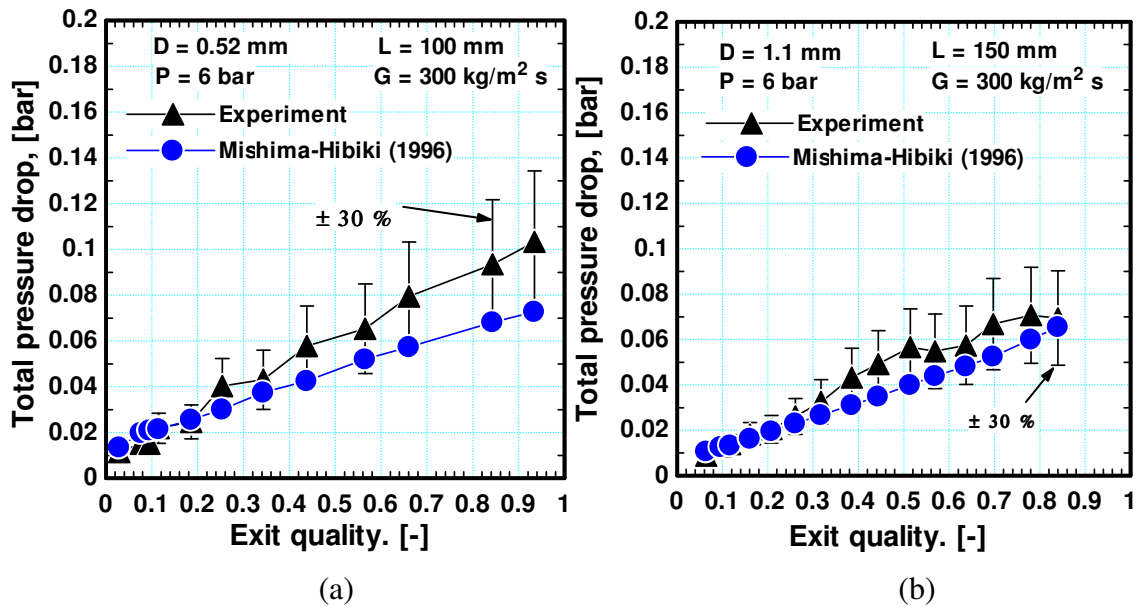 D = 0.52 mm L = 100 mm
P = 6 bar G = 300 kg/m² s
Experiment
Mishima-Hibiki (1996)
± 30 %
Total pressure drop, [bar]
0.2
0.18
0.16
0.14
0.12
0.1
0.08
0.06
0.04
0.02
0
0 0.1 0.2 0.3 0.4 0.5 0.6 0.7 0.8 0.9 1
Exit quality. [-]
(a)
D = 1.1 mm L = 150 mm
P = 6 bar G = 300 kg/m² s
Experiment
Mishima-Hibiki (1996)
± 30 %
Total pressure drop, [bar]
0.2
0.18
0.16
0.14
0.12
0.1
0.08
0.06
0.04
0.02
0
0 0.1 0.2 0.3 0.4 0.5 0.6 0.7 0.8 0.9 1
Exit quality. [-]
(b)